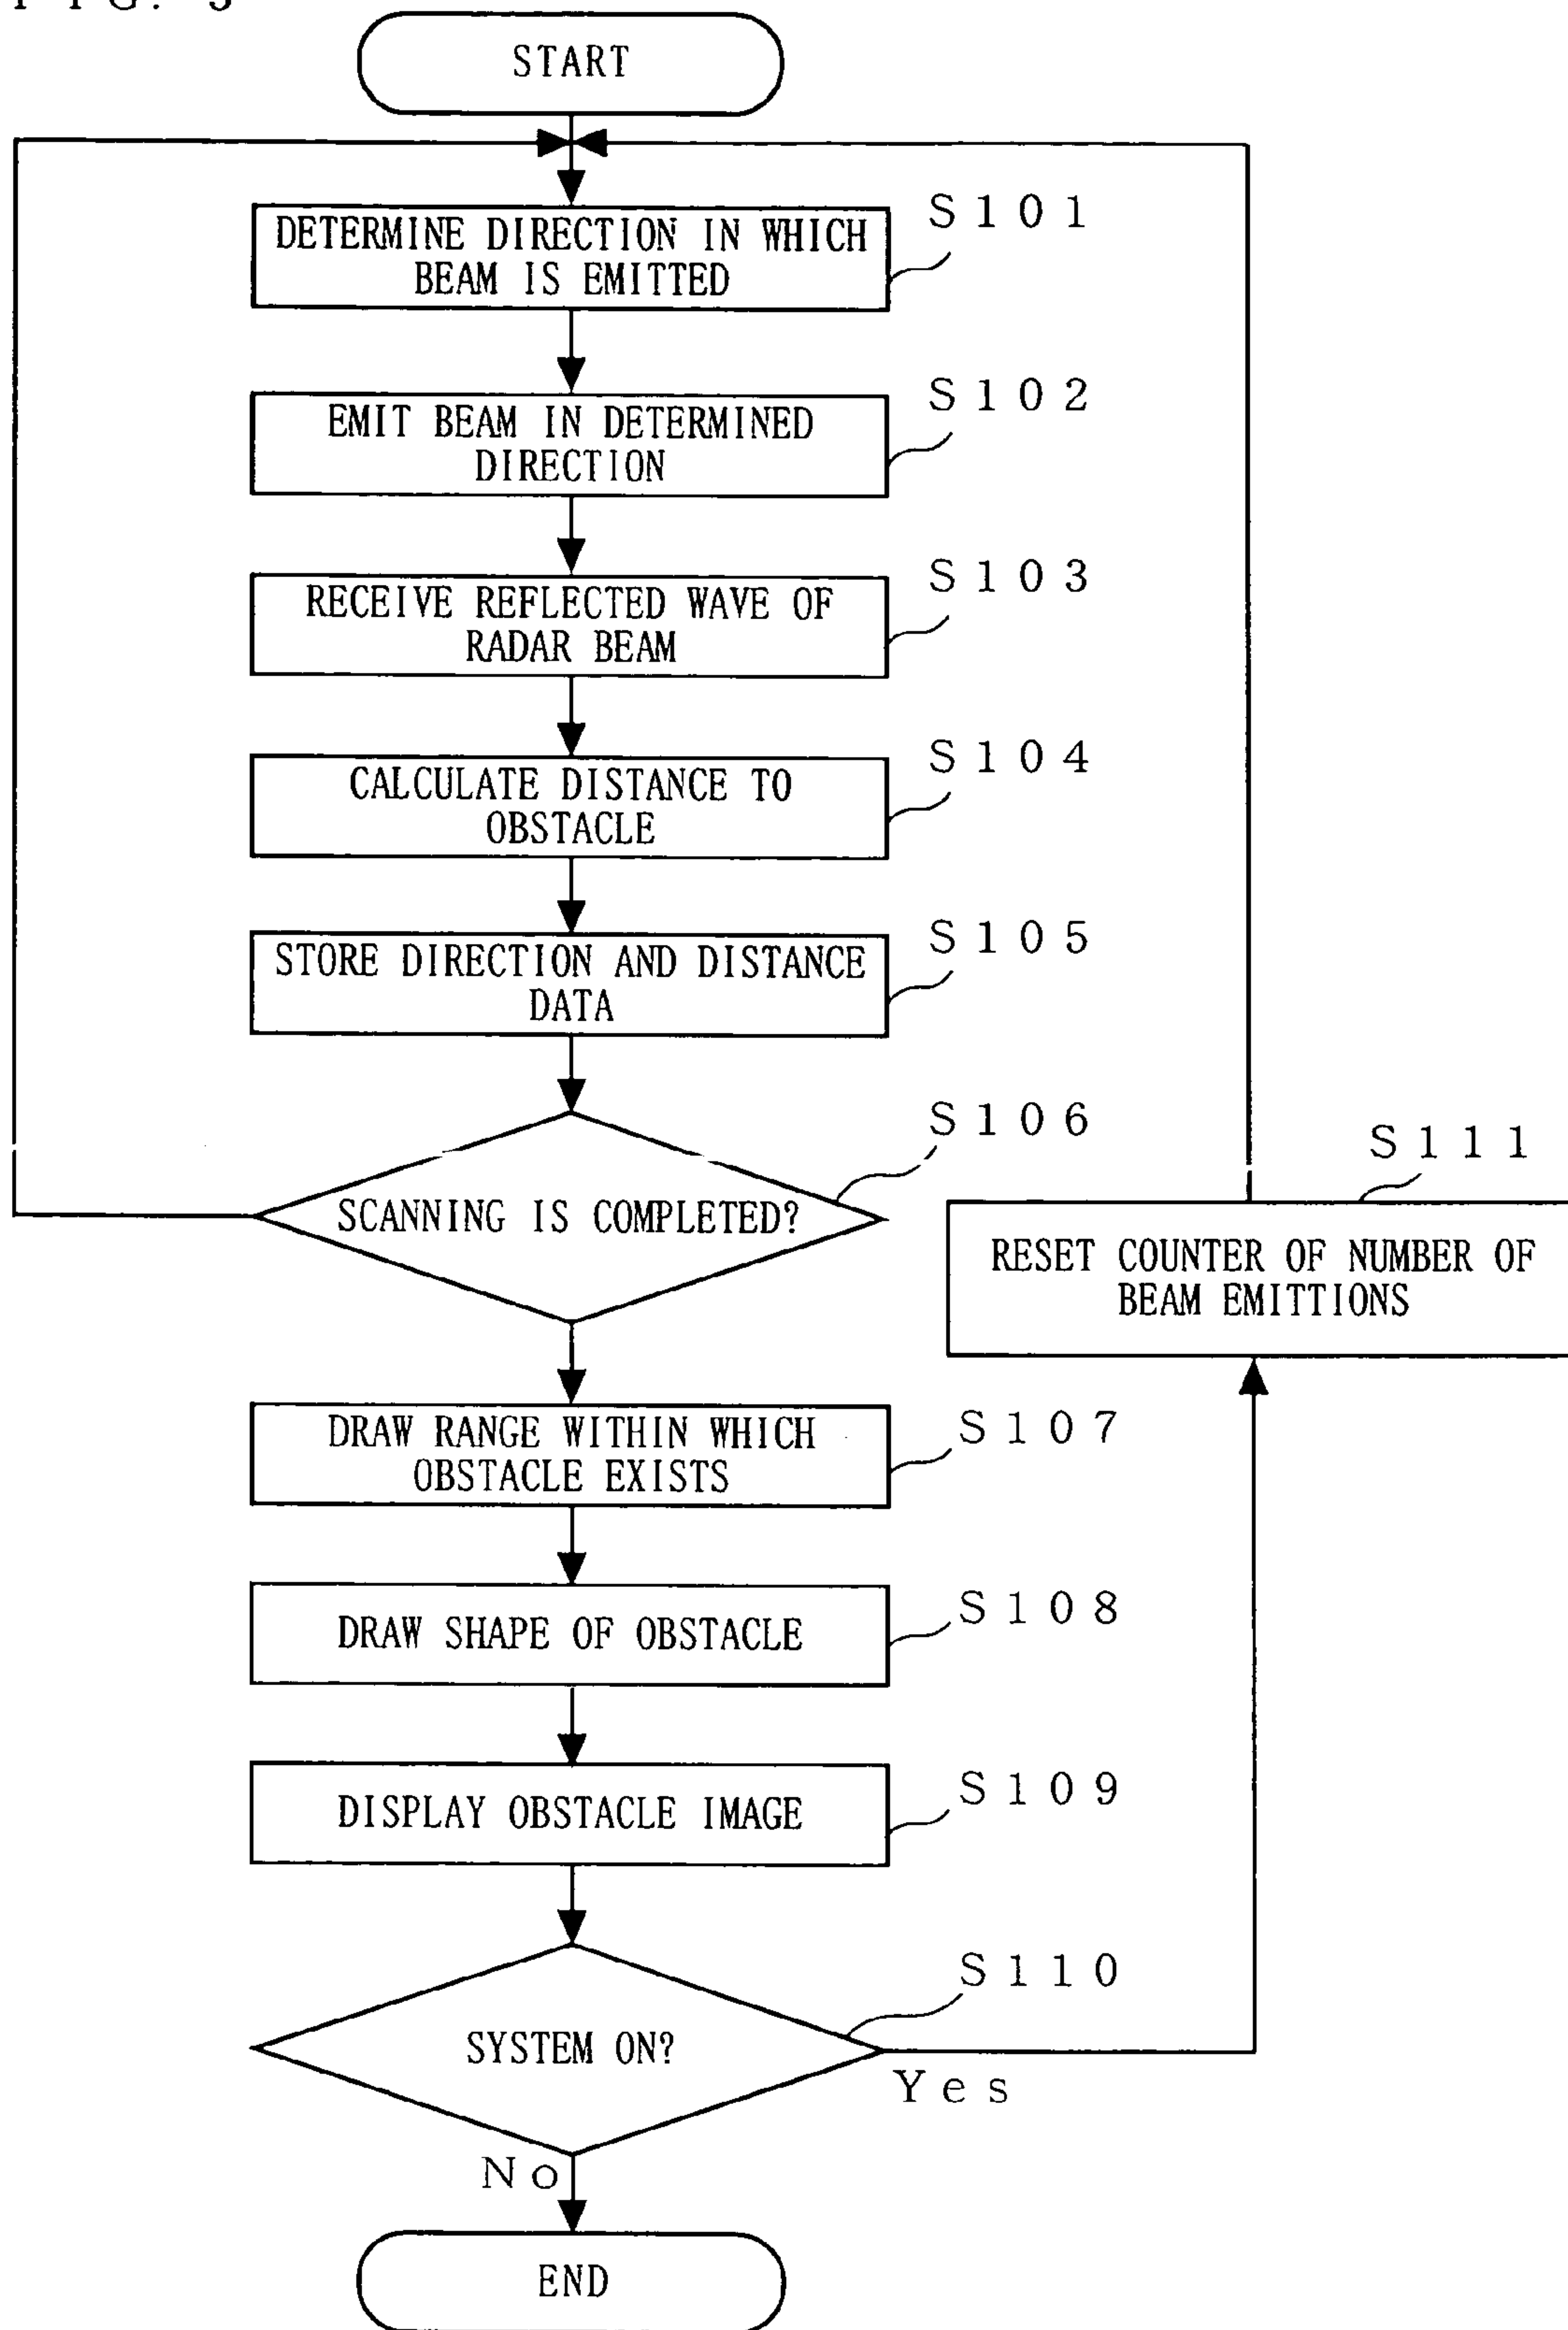 START
S101
DETERMINE DIRECTION IN WHICH
BEAM IS EMITTED
S102
EMIT BEAM IN DETERMINED
DIRECTION
S103
RECEIVE REFLECTED WAVE OF
RADAR BEAM
S104
CALCULATE DISTANCE TO
OBSTACLE
S105
STORE DIRECTION AND DISTANCE
DATA
S106
SCANNING IS COMPLETED?
S111
RESET COUNTER OF NUMBER OF
BEAM EMITTIONS
S107
DRAW RANGE WITHIN WHICH
OBSTACLE EXISTS
S108
DRAW SHAPE OF OBSTACLE
S109
DISPLAY OBSTACLE IMAGE
S110
SYSTEM ON?
Yes
No
END